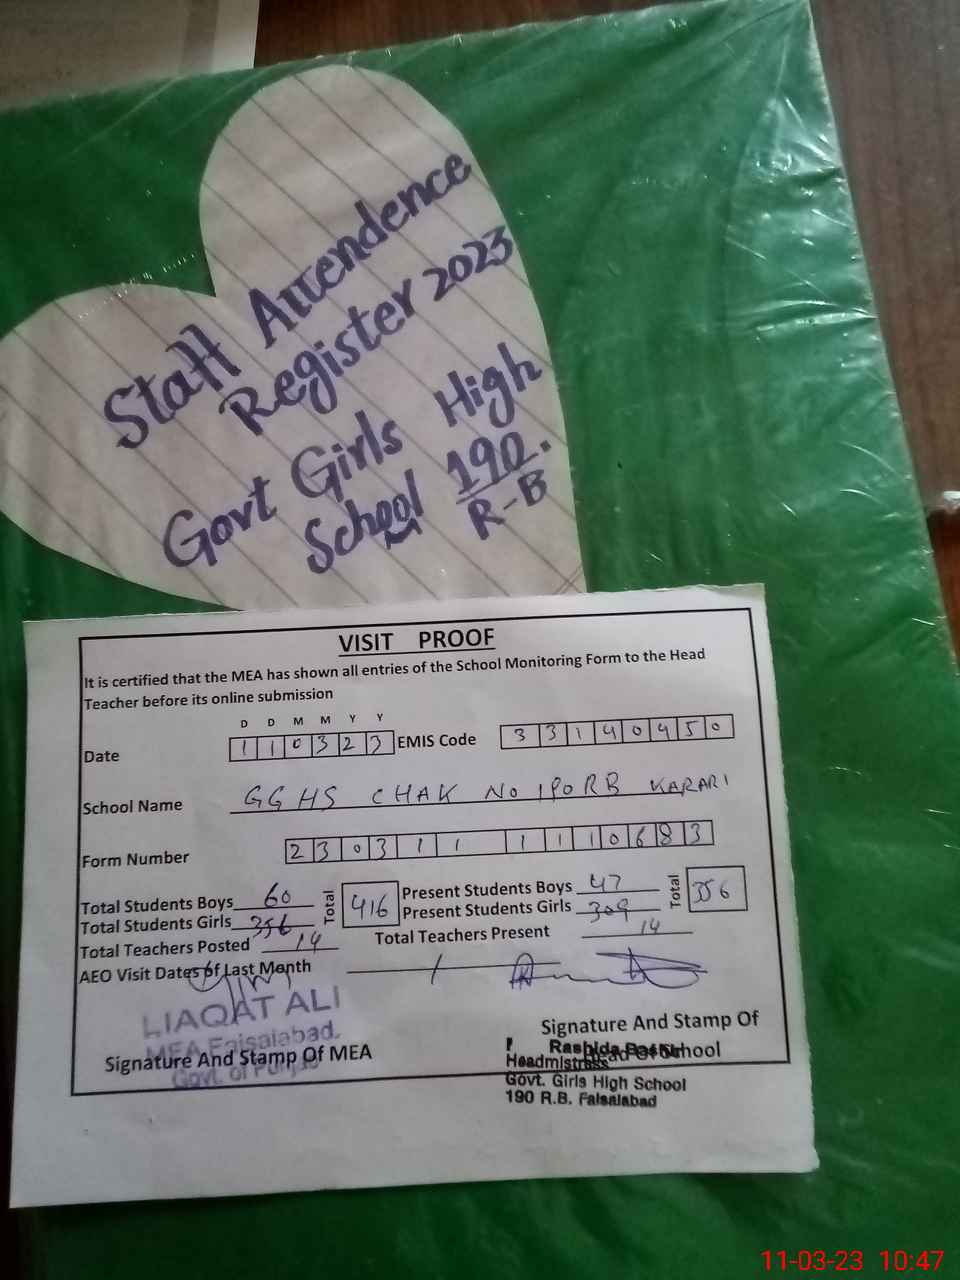 Staff Attendence
Register 2023
Govt Girls High
School 190.
R-B
VISIT PROOF
It is certified that the MEA has shown all entries of the School Monitoring Form to the Head
Teacher before its online submission
D D M M Y Y
Date 1 1 0 3 2 3 EMIS Code 3 3 1 4 0 4 5 0
School Name GGHS CHAK NO 190RB KARARI
Form Number 2 3 0 3 1 1 1 1 1 0 6 8 3
Total Students Boys 60 Total 416 Present Students Boys 47 Total 356
Total Students Girls 356 Present Students Girls 309
Total Teachers Posted 14 Total Teachers Present 14
AEO Visit Dates of Last Month
LIAQAT ALI
MEA Faisalabad,
Govt. of Punjab
Signature And Stamp Of MEA
Signature And Stamp Of
Head Of School
Rashida
Headmistress
Govt. Girls High School
190 R.B. Faisalabad
11-03-23 10:47